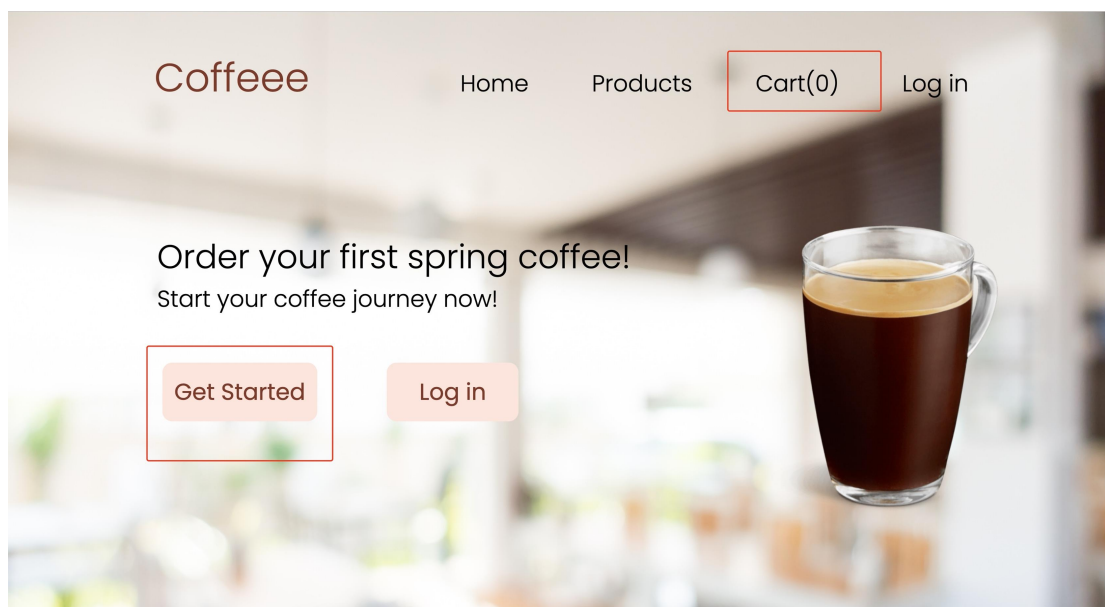 Coffeee
Home Products Cart(0) Log in
Order your first spring coffee!
Start your coffee journey now!
Get Started Log in